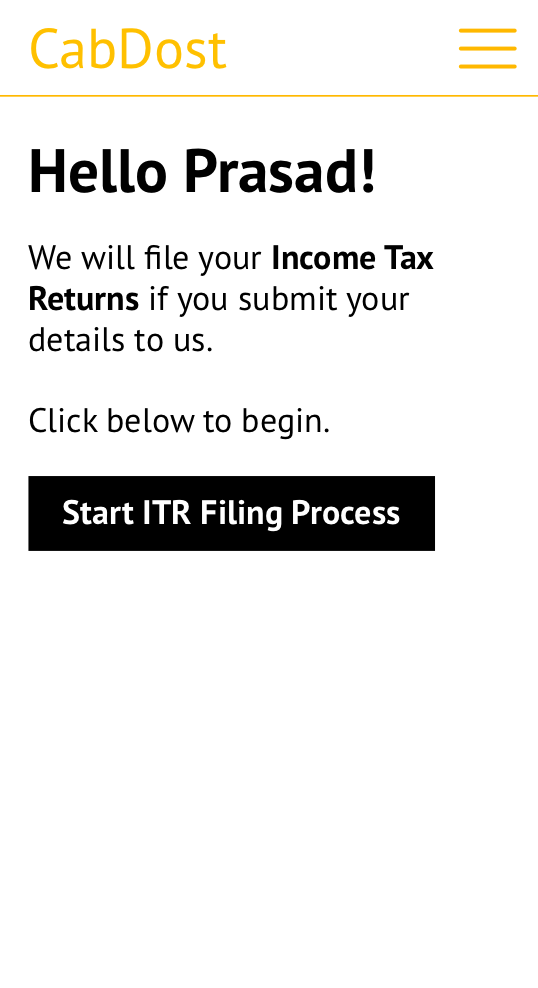 CabDost
Hello Prasad!
We will file your Income Tax
Returns if you submit your
details to us.
Click below to begin.
Start ITR Filing Process